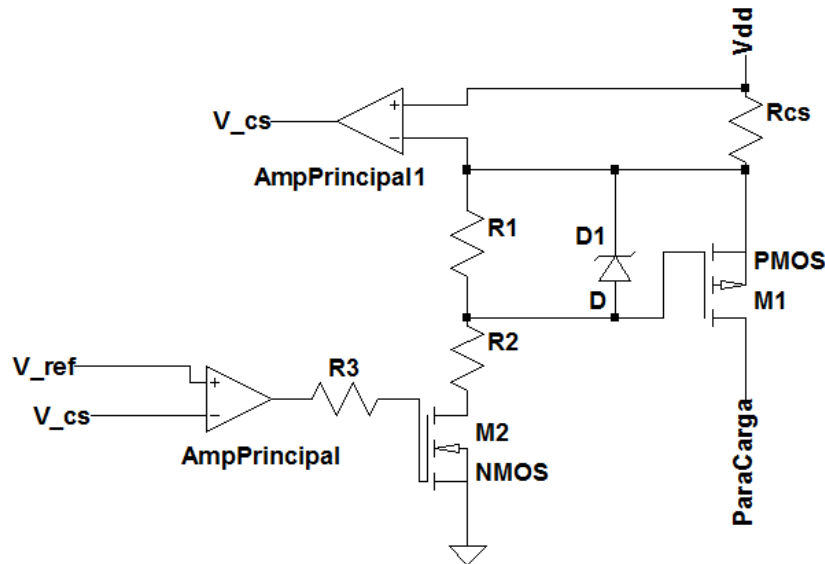 Vdd
Rcs
V_cs
+
-
AmpPrincipal1
R1
D1
D
PMOS
M1
R2
V_ref
V_cs
+
-
R3
AmpPrincipal
M2
NMOS
ParaCarga